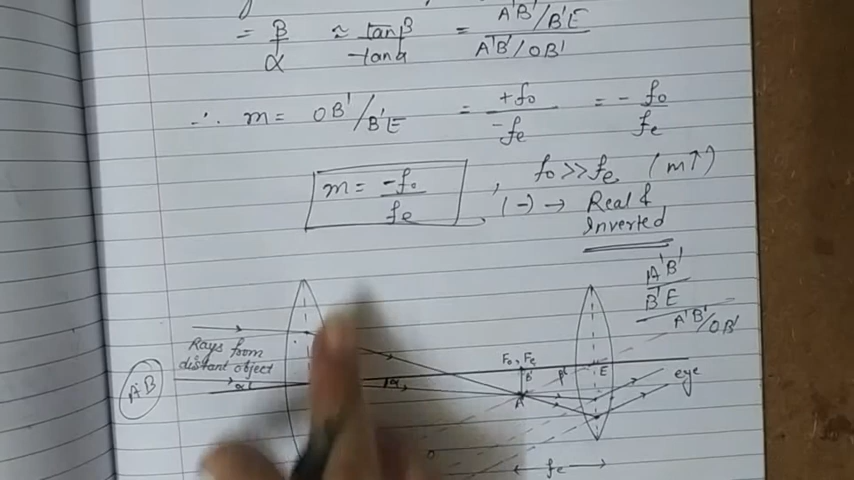 = β/α ≈ tanβ/-tanα = A'B'/B'E / A'B'/OB'
∴ m = OB'/B'E = +fo/-fe = - fo/fe
m = -fo/fe , fo >> fe (m↑)
(-) → Real &
Inverted
A'B'
B'E
A'B'/OB'
Rays from
distant object
AB
α
α
Fo, Fe
B'
β
E
eye
A'
fe